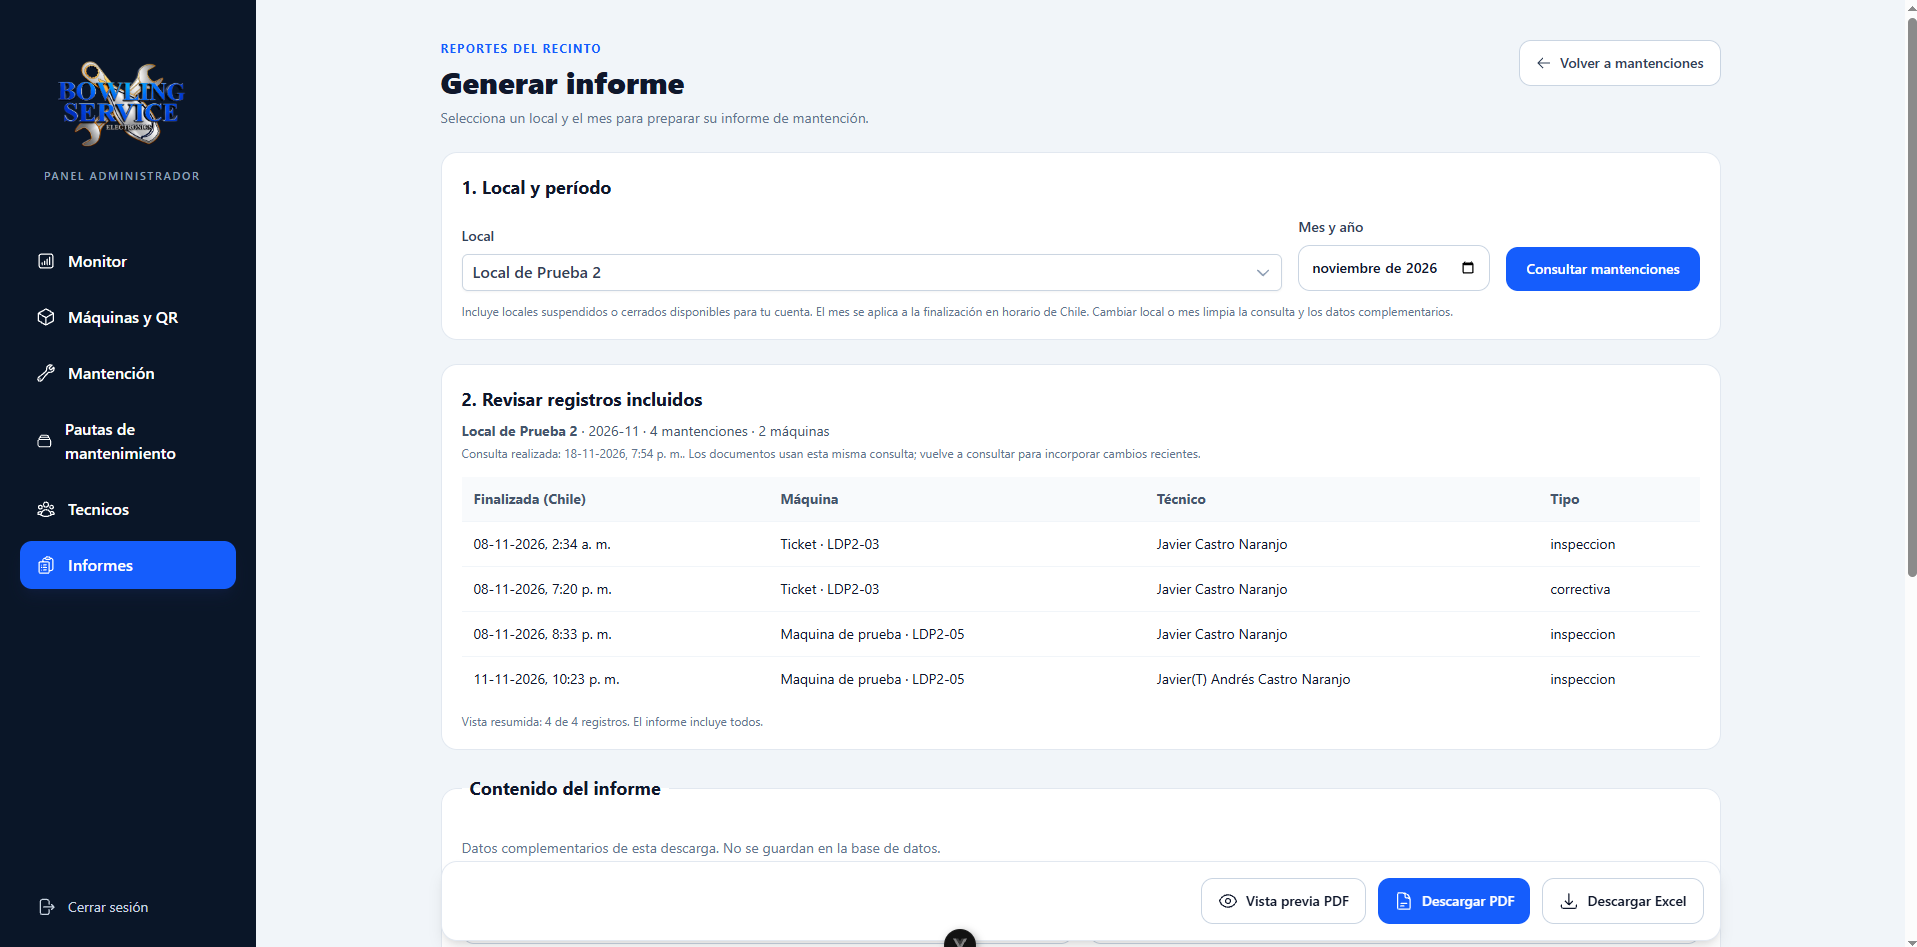 BOWLING
SERVICE
ELECTRONICS
PANEL ADMINISTRADOR
Monitor
Máquinas y QR
Mantención
Pautas de
mantenimiento
Tecnicos
Informes
Cerrar sesión
REPORTES DEL RECINTO
Generar informe
Selecciona un local y el mes para preparar su informe de mantención.
Volver a mantenciones
1. Local y período
Local
Mes y año
Local de Prueba 2
noviembre de 2026
Consultar mantenciones
Incluye locales suspendidos o cerrados disponibles para tu cuenta. El mes se aplica a la finalización en horario de Chile. Cambiar local o mes limpia la consulta y los datos complementarios.
2. Revisar registros incluidos
Local de Prueba 2 · 2026-11 · 4 mantenciones · 2 máquinas
Consulta realizada: 18-11-2026, 7:54 p. m.. Los documentos usan esta misma consulta; vuelve a consultar para incorporar cambios recientes.
Finalizada (Chile) Máquina Técnico Tipo
08-11-2026, 2:34 a. m. Ticket · LDP2-03 Javier Castro Naranjo inspeccion
08-11-2026, 7:20 p. m. Ticket · LDP2-03 Javier Castro Naranjo correctiva
08-11-2026, 8:33 p. m. Maquina de prueba · LDP2-05 Javier Castro Naranjo inspeccion
11-11-2026, 10:23 p. m. Maquina de prueba · LDP2-05 Javier(T) Andrés Castro Naranjo inspeccion
Vista resumida: 4 de 4 registros. El informe incluye todos.
Contenido del informe
Datos complementarios de esta descarga. No se guardan en la base de datos.
Vista previa PDF
Descargar PDF
Descargar Excel